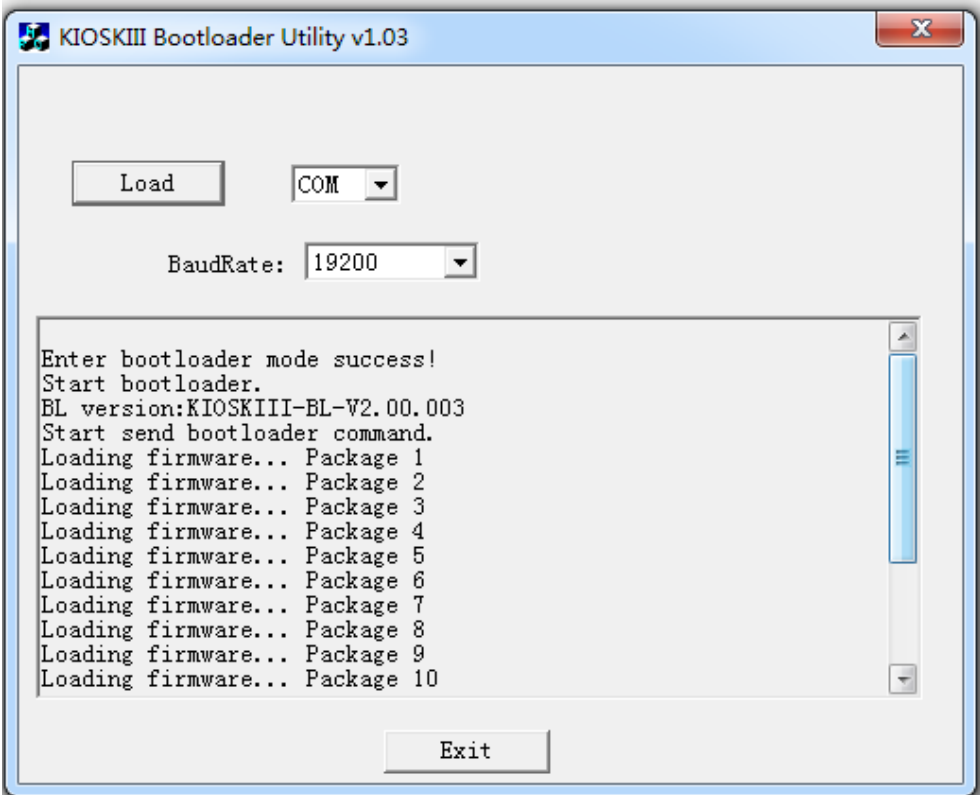 KIOSKIII Bootloader Utility v1.03
Load
COM
BaudRate:
19200
Enter bootloader mode success!
Start bootloader.
BL version:KIOSKIII-BL-V2.00.003
Start send bootloader command.
Loading firmware... Package 1
Loading firmware... Package 2
Loading firmware... Package 3
Loading firmware... Package 4
Loading firmware... Package 5
Loading firmware... Package 6
Loading firmware... Package 7
Loading firmware... Package 8
Loading firmware... Package 9
Loading firmware... Package 10
Exit